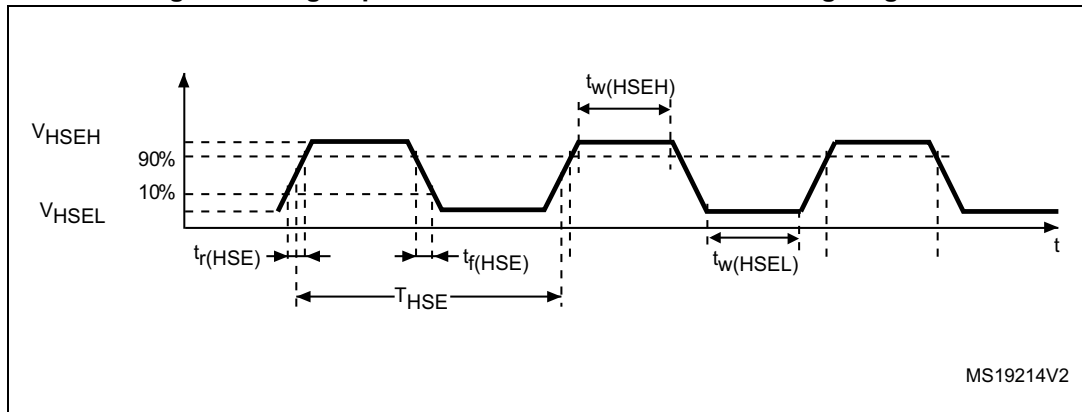 tw(HSEH)
VHSEH
90%
10%
VHSEL
tr(HSE)
tf(HSE)
tw(HSEL)
t
THSE
MS19214V2